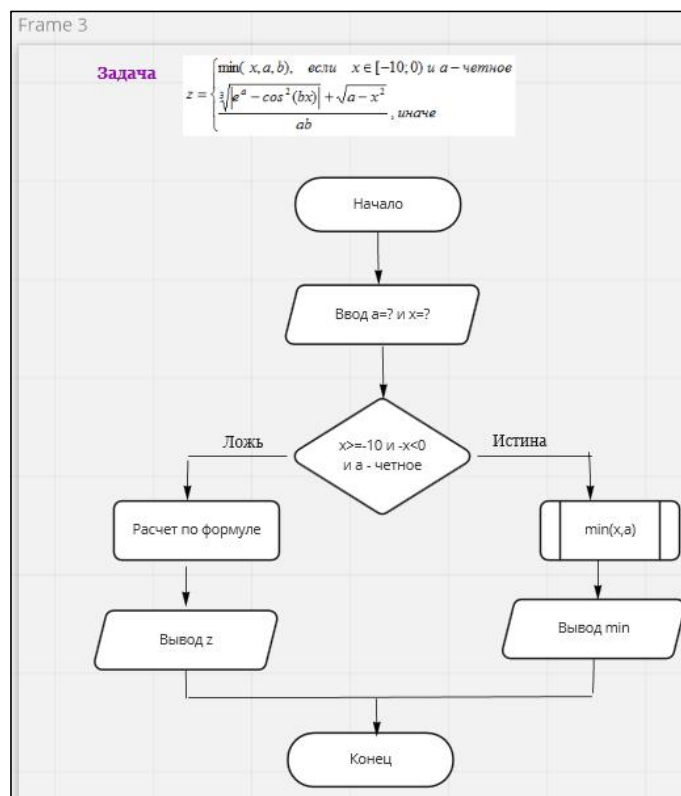 Frame 3
Задача
z = { min( x, a, b), если x ∈ [−10; 0) и a − четное
∛|e^a − cos²(bx)| + √(a − x²)
ab , иначе
Начало
Ввод a=? и x=?
Ложь
x>=-10 и -x<0
и а - четное
Истина
Расчет по формуле
min(x,a)
Вывод z
Вывод min
Конец